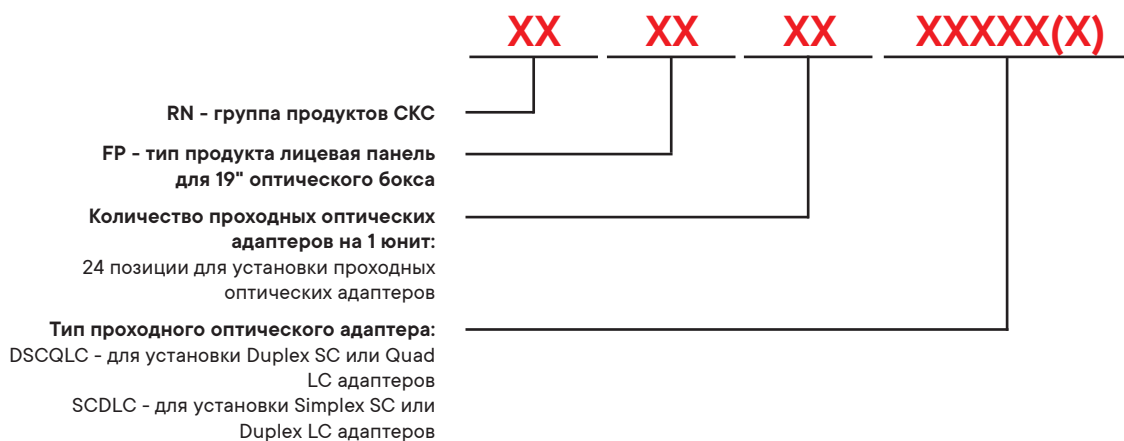 XX XX XX XXXXX(X)
RN - группа продуктов СКС
FP - тип продукта лицевая панель
для 19" оптического бокса
Количество проходных оптических
адаптеров на 1 юнит:
24 позиции для установки проходных
оптических адаптеров
Тип проходного оптического адаптера:
DSCQLC - для установки Duplex SC или Quad
LC адаптеров
SCDLC - для установки Simplex SC или
Duplex LC адаптеров